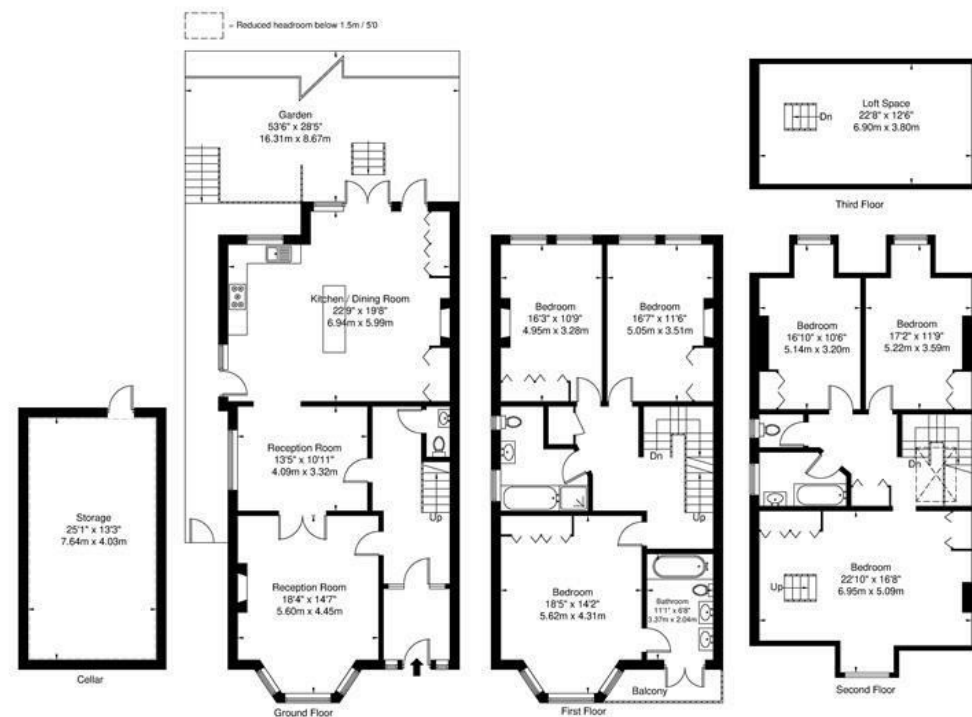 = Reduced headroom below 1.5m / 5'0
Garden
53'6" x 28'5"
16.31m x 8.67m
Kitchen / Dining Room
22'9" x 19'8"
6.94m x 5.99m
Reception Room
13'5" x 10'11"
4.09m x 3.32m
Up
Reception Room
18'4" x 14'7"
5.60m x 4.45m
Ground Floor
Storage
25'1" x 13'3"
7.64m x 4.03m
Cellar
Bedroom
16'3" x 10'9"
4.95m x 3.28m
Bedroom
16'7" x 11'6"
5.05m x 3.51m
Dn
Up
Bedroom
18'5" x 14'2"
5.62m x 4.31m
Bathroom
11'1" x 6'8"
3.37m x 2.04m
Balcony
First Floor
Loft Space
22'8" x 12'6"
6.90m x 3.80m
Dn
Third Floor
Bedroom
16'10" x 10'6"
5.14m x 3.20m
Bedroom
17'2" x 11'9"
5.22m x 3.59m
Dn
Bedroom
22'10" x 16'8"
6.95m x 5.09m
Up
Second Floor